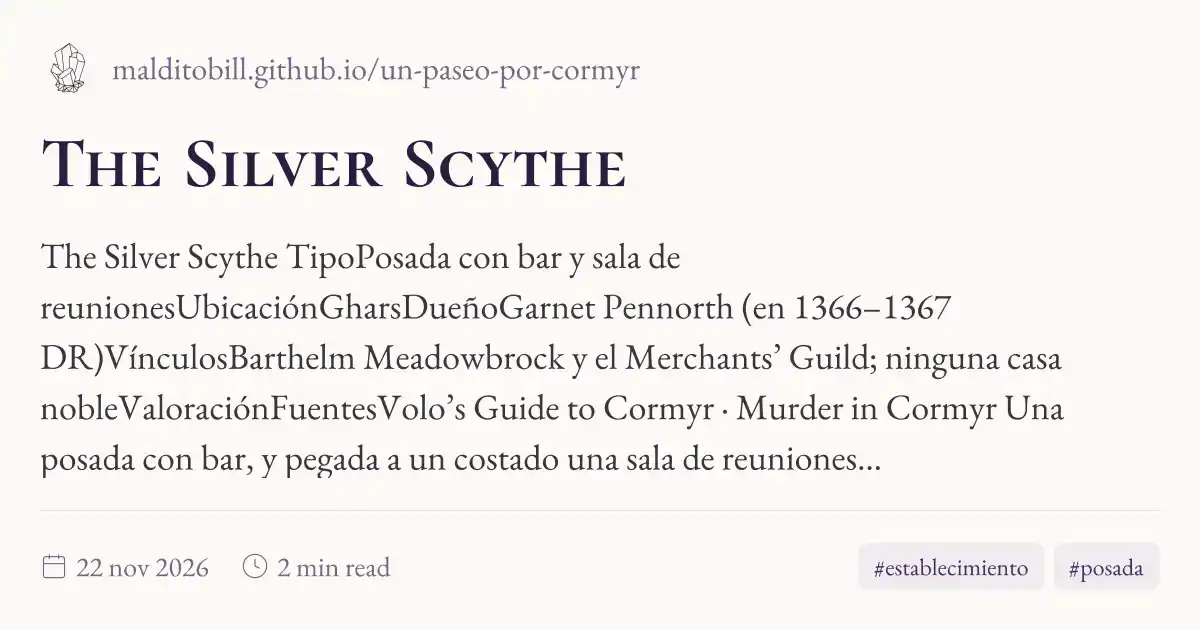 malditobill.github.io/un-paseo-por-cormyr
The Silver Scythe
The Silver Scythe TipoPosada con bar y sala de
reunionesUbicaciónGharsDueñoGarnet Pennorth (en 1366–1367
DR)VínculosBarthelm Meadowbrock y el Merchants’ Guild; ninguna casa
nobleValoraciónFuentesVolo’s Guide to Cormyr · Murder in Cormyr Una
posada con bar, y pegada a un costado una sala de reuniones...
22 nov 2026
2 min read
#establecimiento
#posada